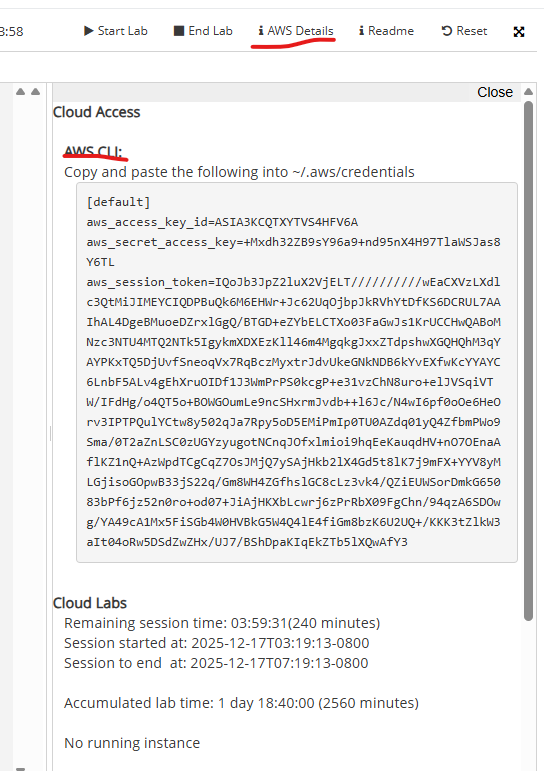 3:58 Start Lab End Lab AWS Details Readme Reset
Close
Cloud Access
AWS CLI:
Copy and paste the following into ~/.aws/credentials
[default]
aws_access_key_id=ASIA3KCQTXYTVS4HFV6A
aws_secret_access_key=+Mxdh32ZB9sY96a9+nd95nX4H97TlaWSJas8
Y6TL
aws_session_token=IQoJb3JpZ2luX2VjELT//////////wEaCXVzLXdl
c3QtMiJIMEYCIQDPBuQk6M6EHWr+Jc62UqOjbpJkRVhYtDfKS6DCRUL7AA
IhAL4DgeBMuoeDZrxlGgQ/BTGD+eZYbELCTXo03FaGwJs1KrUCCHwQABoM
Nzc3NTU4MTQ2NTk5IgykmXDXEzKll46m4MgqkgJxxZTdpshwXGQHQhM3qY
AYPKxTQ5DjUvfSneoqVx7RqBczMyxtrJdvUkeGNkNDB6kYvEXfwKcYYAYC
6LnbF5ALv4gEhXruOIDf1J3WmPrPS0kcgP+e31vzChN8uro+elJVSqiVT
W/IFdHg/o4QT5o+BOWGOumLe9ncSHxrmJvdb++l6Jc/N4wI6pf0oOe6HeO
rv3IPTPQulYCtw8y502qJa7Rpy5oD5EMiPmIp0TU0AZdq01yQ4ZfbmPWo9
Sma/0T2aZnLSC0zUGYzyugotNCnqJOfxlmioi9hqEeKauqdHV+nO7OEnaA
flKZ1nQ+AzWpdTCgCqZ7OsJMjQ7ySAjHkb2lX4Gd5t8lK7j9mFX+YYV8yM
LGjisoGOpwB33jS22q/Gm8WH4ZGfhslGC8cLz3vk4/QZiEUWSorDmkG650
83bPf6jz52n0ro+od07+JiAjHKXbLcwrj6zPrRbX09FgChn/94qzA6SDOw
g/YA49cA1Mx5FiSGb4W0HVBkG5W4Q4lE4fiGm8bzK6U2UQ+/KKK3tZlkW3
aIt04oRw5DSdZwZHx/UJ7/BShDpaKIqEkZTb5lXQwAfY3
Cloud Labs
Remaining session time: 03:59:31(240 minutes)
Session started at: 2025-12-17T03:19:13-0800
Session to end at: 2025-12-17T07:19:13-0800
Accumulated lab time: 1 day 18:40:00 (2560 minutes)
No running instance